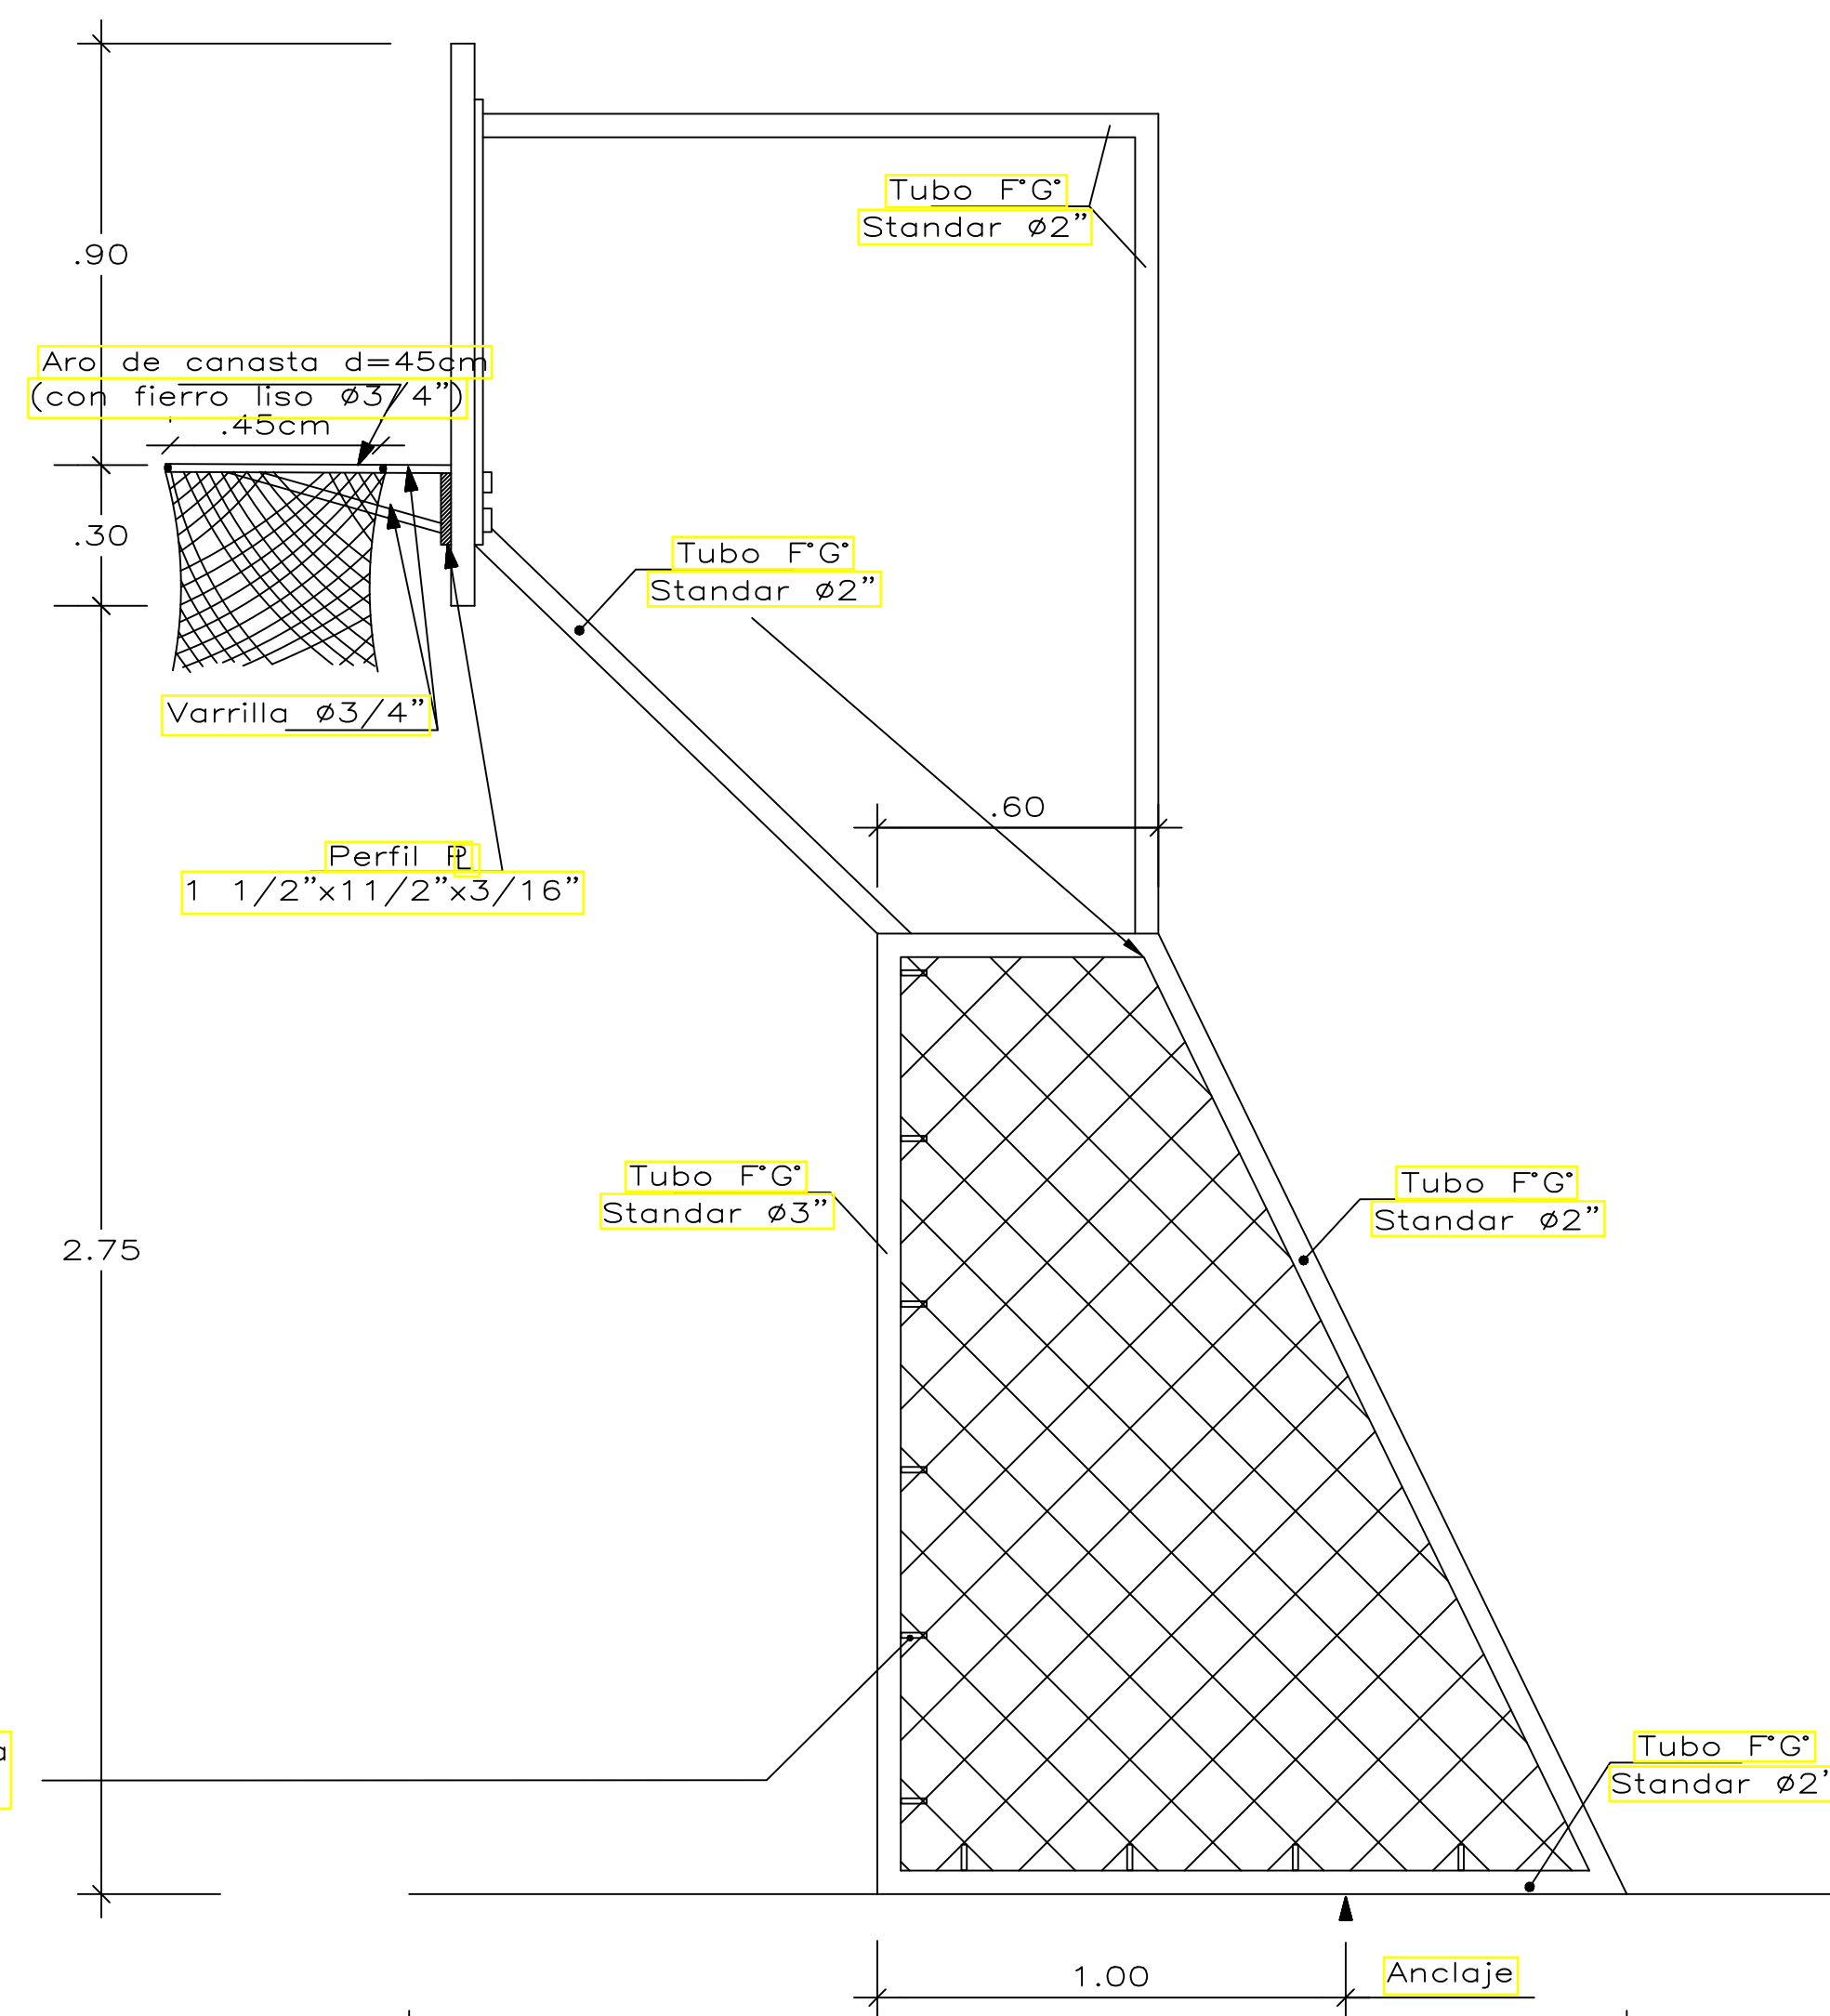 Tubo F°G°
Standar ø2"
.90
Aro de canasta d=45cm
(con fierro liso ø3/4")
.45cm
.30
Tubo F°G°
Standar ø2"
Varrilla ø3/4"
.60
Perfil PL
1 1/2"x11/2"x3/16"
Tubo F°G°
Standar ø3"
Tubo F°G°
Standar ø2"
2.75
Tubo F°G°
Standar ø2"
1.00
Anclaje